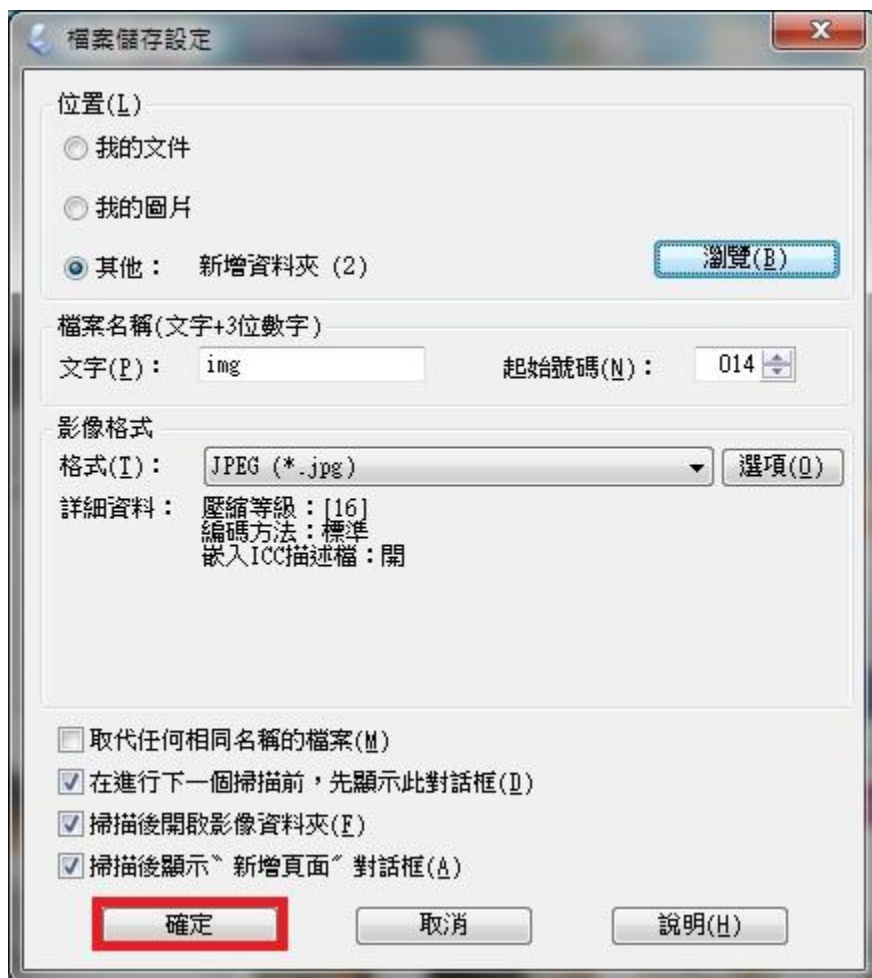 檔案儲存設定
位置(L)
我的文件
我的圖片
其他： 新增資料夾 (2) 瀏覽(B)
檔案名稱(文字+3位數字)
文字(P)： img 起始號碼(N)： 014
影像格式
格式(T)： JPEG (*.jpg) 選項(O)
詳細資料： 壓縮等級：[16]
編碼方法：標準
嵌入ICC描述檔：開
取代任何相同名稱的檔案(M)
在進行下一個掃描前，先顯示此對話框(D)
掃描後開啟影像資料夾(F)
掃描後顯示〝新增頁面〞對話框(A)
確定 取消 說明(H)